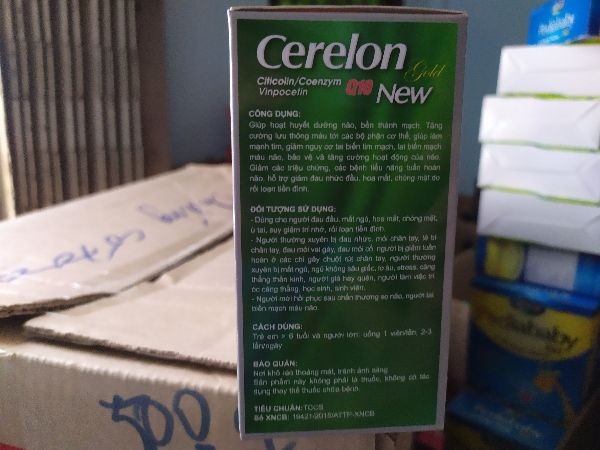 Cerelon
Gold
Citicolin/Coenzym Q10
Vinpocetin
New
CÔNG DỤNG:
Giúp hoạt huyết dưỡng não, bền thành mạch. Tăng
cường lưu thông máu tới các bộ phận cơ thể, giúp làm
mạnh tim, giảm nguy cơ tai biến tim mạch, tai biến mạch
máu não, bảo vệ và tăng cường hoạt động của não.
Giảm các triệu chứng, các bệnh tiểu năng tuần hoàn
não, hỗ trợ giảm đau nhức đầu, hoa mắt, chóng mặt do
rối loạn tiền đình.
ĐỐI TƯỢNG SỬ DỤNG:
- Dùng cho người đau đầu, mất ngủ, hoa mắt, chóng mặt,
ù tai, suy giảm trí nhớ, rối loạn tiền đình.
- Người thường xuyên bị đau nhức, mỏi chân tay, tê bì
chân tay, đau mỏi vai gáy, đau mỏi cổ, người bị giảm tuần
hoàn ở các chi gây chuột rút chân tay, người thường
xuyên bị mất ngủ, ngủ không sâu giấc, lo âu, stress, căng
thẳng thần kinh, người già hay quên, người làm việc trí
óc căng thẳng, học sinh, sinh viên.
- Người mới hồi phục sau chấn thương sọ não, người tai
biến mạch máu não.
CÁCH DÙNG:
Trẻ em > 6 tuổi và người lớn: uống 1 viên/lần, 2-3
lần/ngày
BẢO QUẢN:
Nơi khô ráo thoáng mát, tránh ánh sáng.
Sản phẩm này không phải là thuốc, không có tác
dụng thay thế thuốc chữa bệnh.
TIÊU CHUẨN: TCCS
Số XNCB: 19421/2018/ATTP-XNCB
500